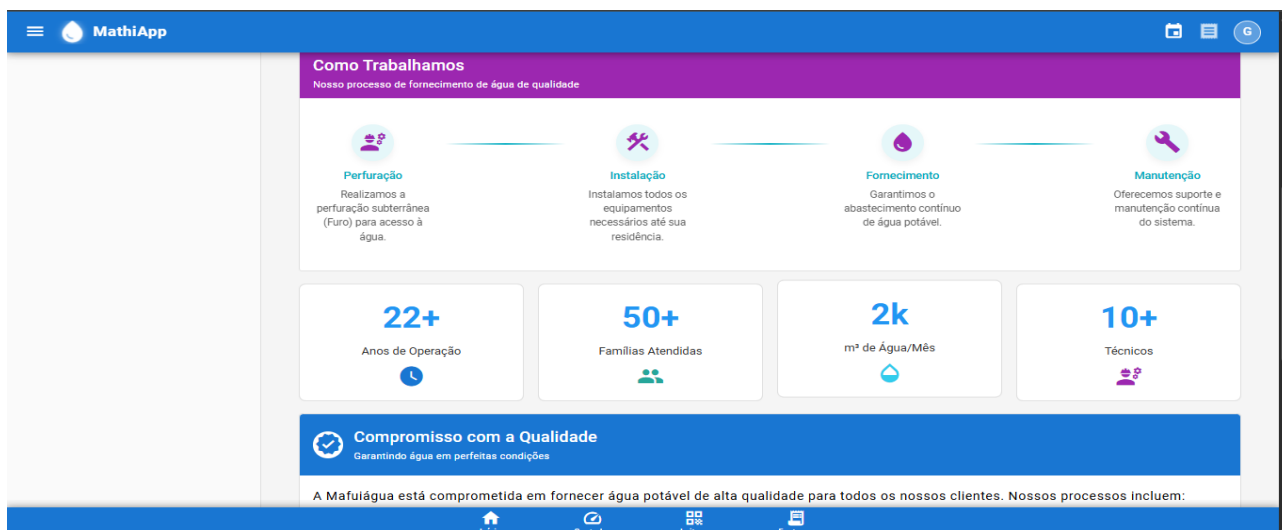 MathiApp
G
Como Trabalhamos
Nosso processo de fornecimento de água de qualidade
Perfuração
Realizamos a
perfuração subterrânea
(Furo) para acesso à
água.
Instalação
Instalamos todos os
equipamentos
necessários até sua
residência.
Fornecimento
Garantimos o
abastecimento contínuo
de água potável.
Manutenção
Oferecemos suporte e
manutenção contínua
do sistema.
22+
Anos de Operação
50+
Famílias Atendidas
2k
m³ de Água/Mês
10+
Técnicos
Compromisso com a Qualidade
Garantindo água em perfeitas condições
A Mafuiágua está comprometida em fornecer água potável de alta qualidade para todos os nossos clientes. Nossos processos incluem: